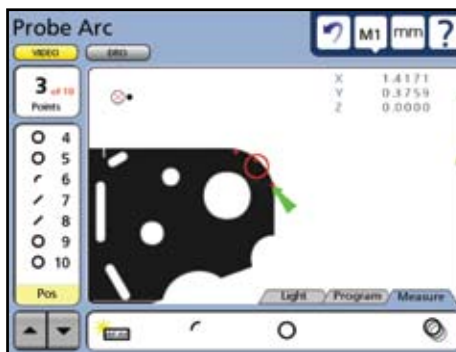 Probe Arc
M1
mm
?
VIDEO
DRO
3 of 10
Points
X 1.4171
Y 0.3759
Z 0.0000
4
5
6
7
8
9
10
Pos
Light
Program
Measure